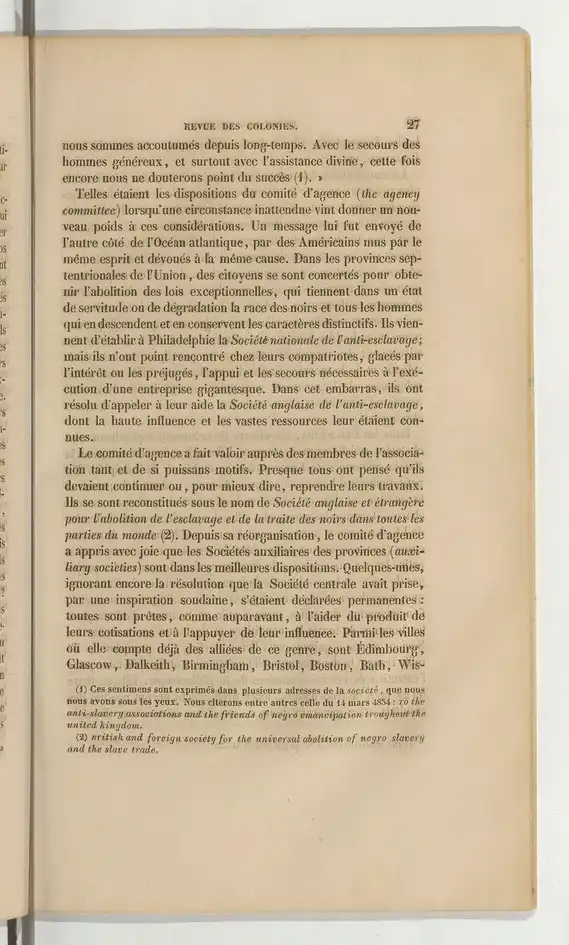 REVUE DES COLONIES. 27
nous sommes accoutumés depuis long-temps. Avec le secours des
hommes généreux, et surtout avec l'assistance divine, cette fois
encore nous ne douterons point du succès (1). »
Telles étaient les dispositions du comité d'agence (the agency
committee) lorsqu'une circonstance inattendue vint donner un nou-
veau poids à ces considérations. Un message lui fut envoyé de
l'autre côté de l'Océan atlantique, par des Américains mus par le
même esprit et dévoués à la même cause. Dans les provinces sep-
tentrionales de l'Union, des citoyens se sont concertés pour obte-
nir l'abolition des lois exceptionnelles, qui tiennent dans un état
de servitude ou de dégradation la race des noirs et tous les hommes
qui en descendent et en conservent les caractères distinctifs. Ils vien-
nent d'établir à Philadelphie la Société nationale de l'anti-esclavage;
mais ils n'ont point rencontré chez leurs compatriotes, glacés par
l'intérêt ou les préjugés, l'appui et les secours nécessaires à l'exé-
cution d'une entreprise gigantesque. Dans cet embarras, ils ont
résolu d'appeler à leur aide la Société anglaise de l'anti-esclavage,
dont la haute influence et les vastes ressources leur étaient con-
nues.
Le comité d'agence a fait valoir auprès des membres de l'associa-
tion tant et de si puissans motifs. Presque tous ont pensé qu'ils
devaient continuer ou, pour mieux dire, reprendre leurs travaux.
Ils se sont reconstitués sous le nom de Société anglaise et étrangère
pour l'abolition de l'esclavage et de la traite des noirs dans toutes les
parties du monde (2). Depuis sa réorganisation, le comité d'agence
a appris avec joie que les Sociétés auxiliaires des provinces (auxi-
liary societies) sont dans les meilleures dispositions. Quelques-unes,
ignorant encore la résolution que la Société centrale avait prise,
par une inspiration soudaine, s'étaient déclarées permanentes :
toutes sont prêtes, comme auparavant, à l'aider du produit de
leurs cotisations et à l'appuyer de leur influence. Parmi les villes
où elle compte déjà des alliées de ce genre, sont Édimbourg,
Glascow, Dalkeith, Birmingham, Bristol, Boston, Bath, Wis-
(1) Ces sentimens sont exprimés dans plusieurs adresses de la société, que nous
nous avons sous les yeux. Nous citerons entre autres celle du 14 mars 1834 : To the
anti-slavery associations and the friends of negro emancipation troughout the
united kingdom.
(2) British and foreign society for the universal abolition of negro slavery
and the slave trade.